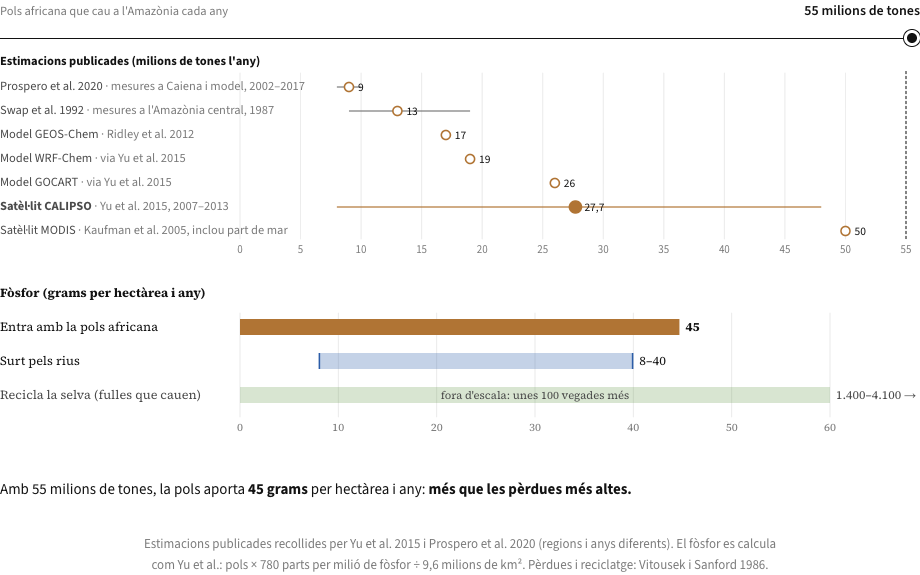 Pols africana que cau a l'Amazònia cada any
55 milions de tones
Estimacions publicades (milions de tones l'any)
Prospero et al. 2020 · mesures a Caiena i model, 2002–2017
9
Swap et al. 1992 · mesures a l'Amazònia central, 1987
13
Model GEOS-Chem · Ridley et al. 2012
17
Model WRF-Chem · via Yu et al. 2015
19
Model GOCART · via Yu et al. 2015
26
Satèl·lit CALIPSO · Yu et al. 2015, 2007–2013
27,7
Satèl·lit MODIS · Kaufman et al. 2005, inclou part de mar
50
0 5 10 15 20 25 30 35 40 45 50 55
Fòsfor (grams per hectàrea i any)
Entra amb la pols africana
45
Surt pels rius
8–40
Recicla la selva (fulles que cauen)
fora d'escala: unes 100 vegades més
1.400–4.100 →
0 10 20 30 40 50 60
Amb 55 milions de tones, la pols aporta 45 grams per hectàrea i any: més que les pèrdues més altes.
Estimacions publicades recollides per Yu et al. 2015 i Prospero et al. 2020 (regions i anys diferents). El fòsfor es calcula
com Yu et al.: pols × 780 parts per milió de fòsfor ÷ 9,6 milions de km². Pèrdues i reciclatge: Vitousek i Sanford 1986.